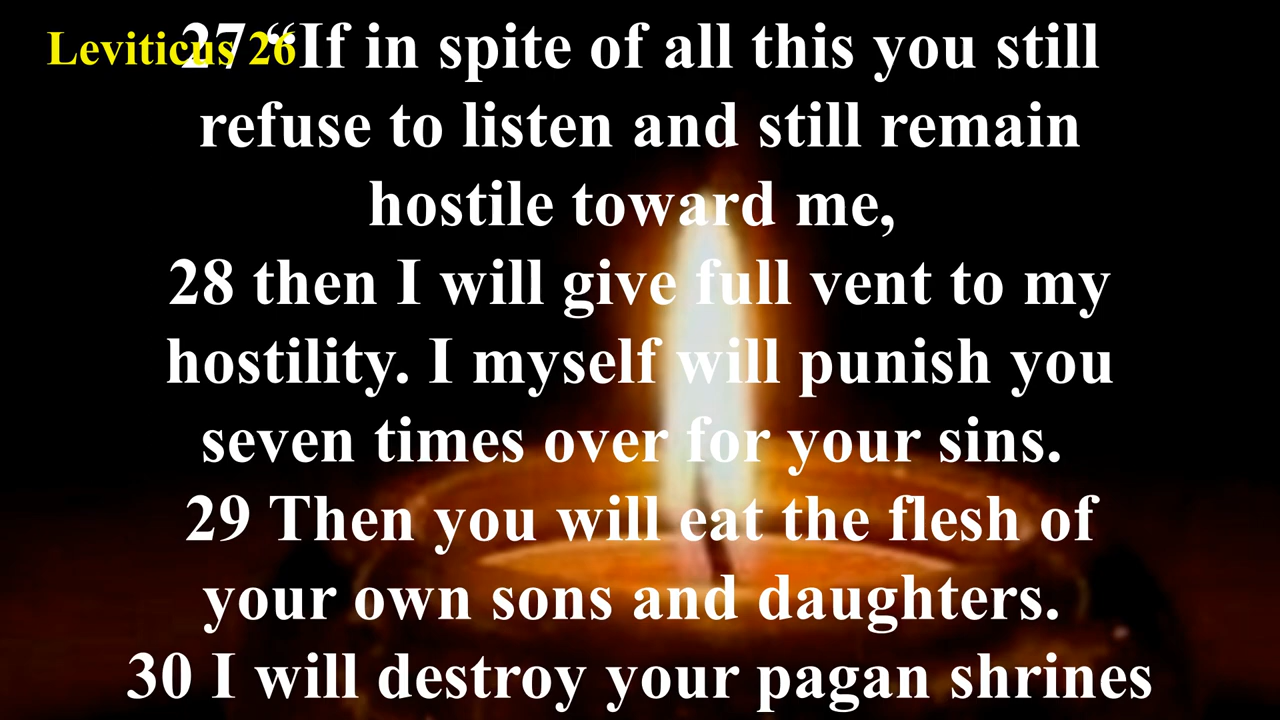 Leviticus 26
27 “If in spite of all this you still
refuse to listen and still remain
hostile toward me,
28 then I will give full vent to my
hostility. I myself will punish you
seven times over for your sins.
29 Then you will eat the flesh of
your own sons and daughters.
30 I will destroy your pagan shrines